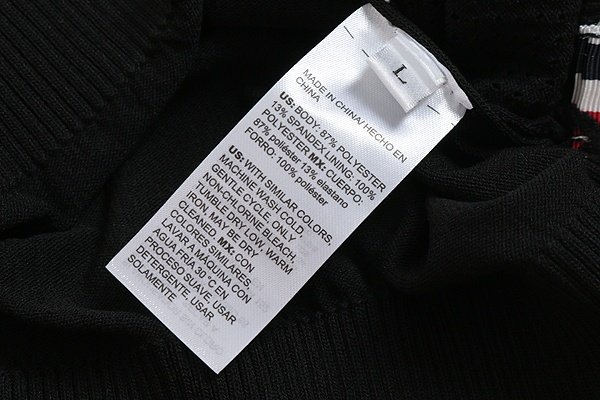 L
MADE IN CHINA/ HECHO EN
CHINA
US: BODY: 87% POLYESTER
13% SPANDEX LINING: 100%
POLYESTER MX: CUERPO:
87% poliéster 13% elastano
FORRO: 100% poliéster
US: WITH SIMILAR COLORS,
MACHINE WASH COLD,
GENTLE CYCLE ONLY,
NON-CHLORINE BLEACH,
TUMBLE DRY LOW, WARM
IRON, MAY BE DRY
CLEANED. MX: CON
COLORES SIMILARES,
LAVAR A MÁQUINA CON
AGUA FRIA 30°C EN
PROCESO SUAVE, USAR
DETERGENTE, USAR
SOLAMENTE